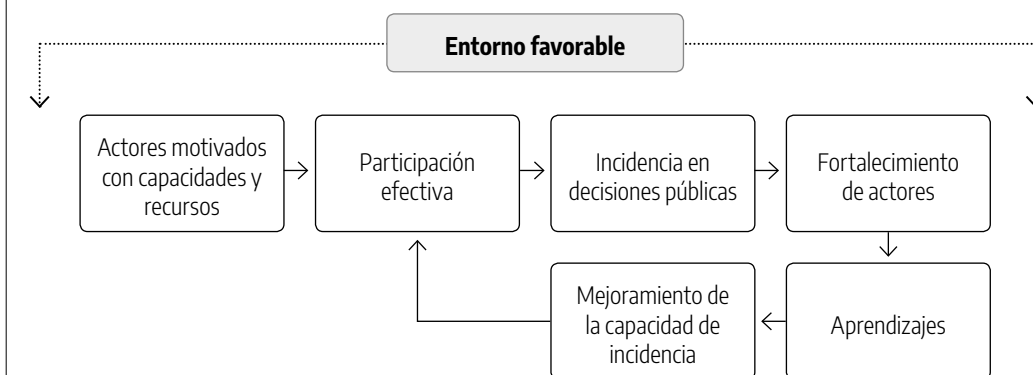 Entorno favorable
Actores motivados
con capacidades y
recursos
Participación
efectiva
Incidencia en
decisiones públicas
Fortalecimiento
de actores
Mejoramiento de
la capacidad de
incidencia
Aprendizajes